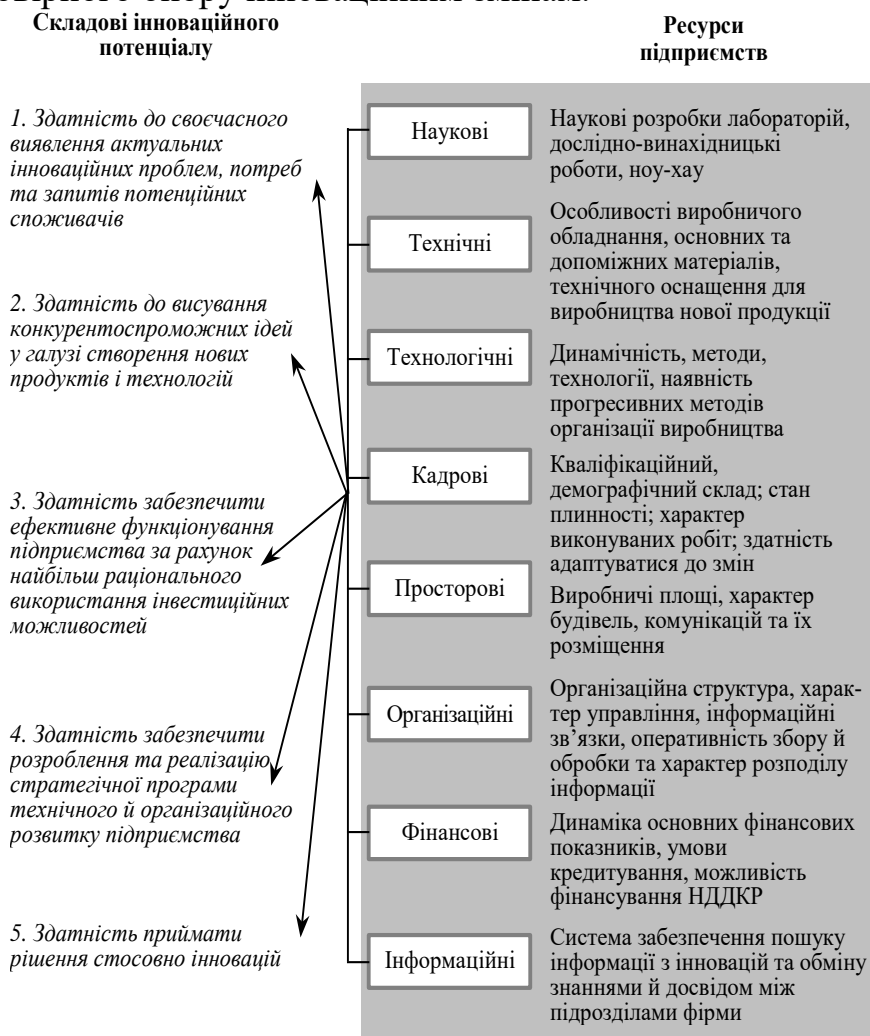 Складові інноваційного
потенціалу
1. Здатність до своєчасного
виявлення актуальних
інноваційних проблем, потреб
та запитів потенційних
споживачів
2. Здатність до висування
конкурентоспроможних ідей
у галузі створення нових
продуктів і технологій
3. Здатність забезпечити
ефективне функціонування
підприємства за рахунок
найбільш раціонального
використання інвестиційних
можливостей
4. Здатність забезпечити
розроблення та реалізацію
стратегічної програми
технічного й організаційного
розвитку підприємства
5. Здатність приймати
рішення стосовно інновацій
Ресурси
підприємств
Наукові
Наукові розробки лабораторій,
дослідно-винахідницькі
роботи, ноу-хау
Технічні
Особливості виробничого
обладнання, основних та
допоміжних матеріалів,
технічного оснащення для
виробництва нової продукції
Технологічні
Динамічність, методи,
технології, наявність
прогресивних методів
організації виробництва
Кадрові
Кваліфікаційний,
демографічний склад; стан
плинності; характер
виконуваних робіт; здатність
адаптуватися до змін
Просторові
Виробничі площі, характер
будівель, комунікацій та їх
розміщення
Організаційні
Організаційна структура, харак-
тер управління, інформаційні
зв’язки, оперативність збору й
обробки та характер розподілу
інформації
Фінансові
Динаміка основних фінансових
показників, умови
кредитування, можливість
фінансування НДДКР
Інформаційні
Система забезпечення пошуку
інформації з інновацій та обміну
знаннями й досвідом між
підрозділами фірми